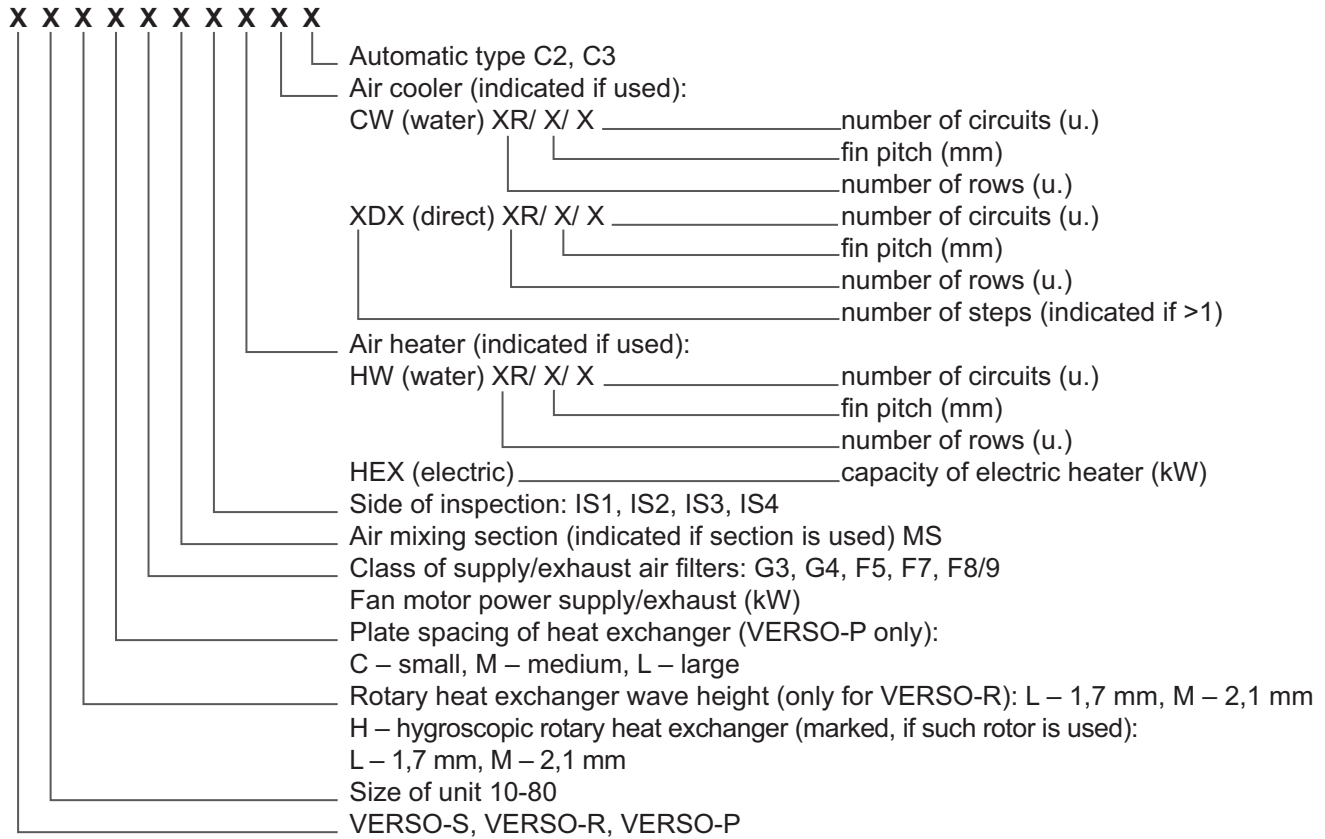 X X X X X X X X X X
Automatic type C2, C3
Air cooler (indicated if used):
CW (water) XR/ X/ X number of circuits (u.)
fin pitch (mm)
number of rows (u.)
XDX (direct) XR/ X/ X number of circuits (u.)
fin pitch (mm)
number of rows (u.)
number of steps (indicated if >1)
Air heater (indicated if used):
HW (water) XR/ X/ X number of circuits (u.)
fin pitch (mm)
number of rows (u.)
HEX (electric) capacity of electric heater (kW)
Side of inspection: IS1, IS2, IS3, IS4
Air mixing section (indicated if section is used) MS
Class of supply/exhaust air filters: G3, G4, F5, F7, F8/9
Fan motor power supply/exhaust (kW)
Plate spacing of heat exchanger (VERSO-P only):
C – small, M – medium, L – large
Rotary heat exchanger wave height (only for VERSO-R): L – 1,7 mm, M – 2,1 mm
H – hygroscopic rotary heat exchanger (marked, if such rotor is used):
L – 1,7 mm, M – 2,1 mm
Size of unit 10-80
VERSO-S, VERSO-R, VERSO-P